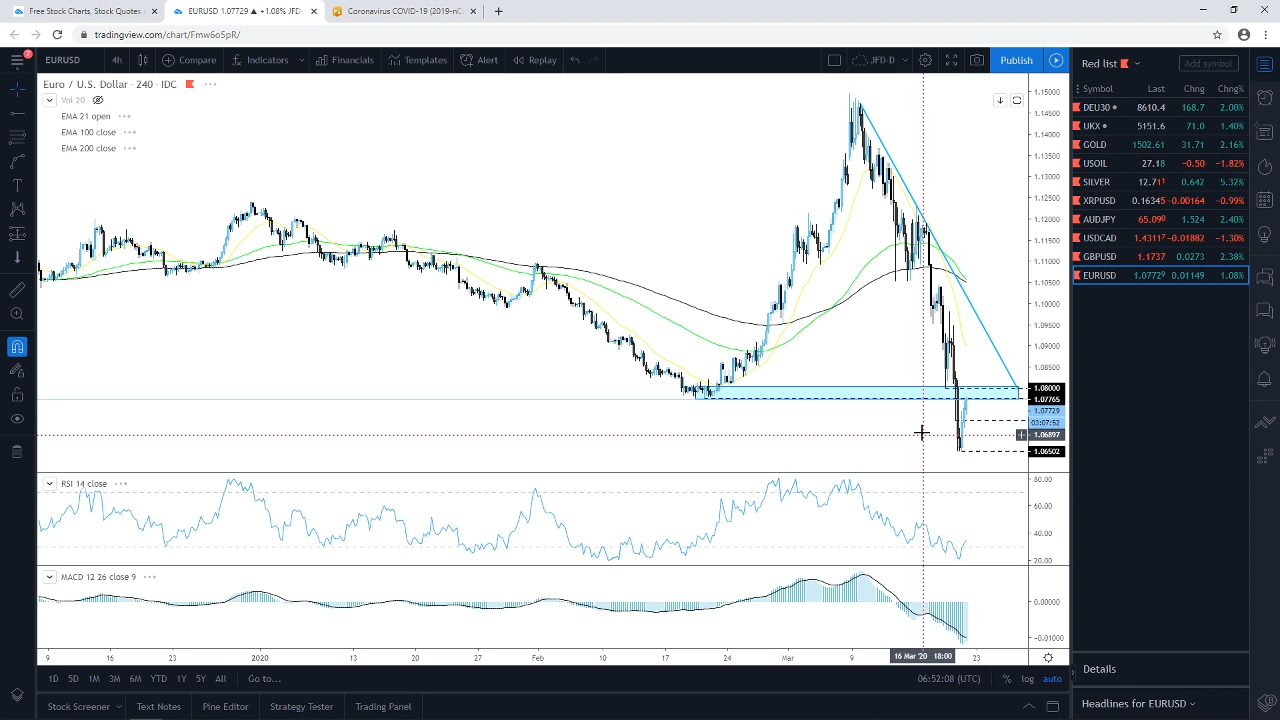 Free Stock Charts, Stock Quotes
EURUSD 1.07729 ▲ +1.08% JFD-
Coronavirus COVID-19 (2019-nC
tradingview.com/chart/Fmw6o5pR/
7
EURUSD 4h Compare Indicators Financials Templates Alert Replay JFD-D Publish
Euro / U.S. Dollar · 240 · IDC
Vol 20
EMA 21 open
EMA 100 close
EMA 200 close
1.15000
1.14500
1.14000
1.13500
1.13000
1.12500
1.12000
1.11500
1.11000
1.10500
1.10000
1.09500
1.09000
1.08500
1.08000
1.07765
1.07729
03:07:52
1.06897
1.06502
RSI 14 close
80.00
60.00
40.00
20.00
MACD 12 26 close 9
0.00000
-0.01000
9 16 23 2020 13 20 27 Feb 10 17 24 Mar 9 16 Mar '20 18:00 23
1D 5D 1M 3M 6M YTD 1Y 5Y All Go to... 06:52:08 (UTC) % log auto
Stock Screener Text Notes Pine Editor Strategy Tester Trading Panel
Red list Add symbol
Symbol Last Chng Chng%
DEU30 8610.4 168.7 2.00%
UKX 5151.6 71.0 1.40%
GOLD 1502.61 31.71 2.16%
USOIL 27.18 -0.50 -1.82%
SILVER 12.711 0.642 5.32%
XRPUSD 0.16345 -0.00164 -0.99%
AUDJPY 65.090 1.524 2.40%
USDCAD 1.43117 -0.01882 -1.30%
GBPUSD 1.1737 0.0273 2.38%
EURUSD 1.07729 0.01149 1.08%
Details
Headlines for EURUSD